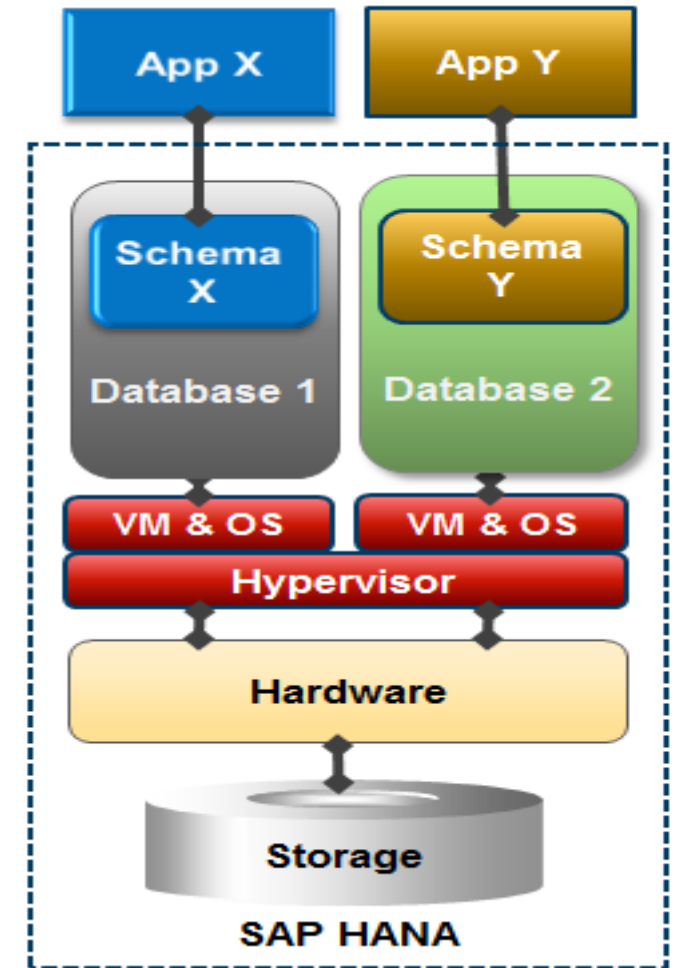 App X
App Y
Schema
X
Schema
Y
Database 1
Database 2
VM & OS
VM & OS
Hypervisor
Hardware
Storage
SAP HANA